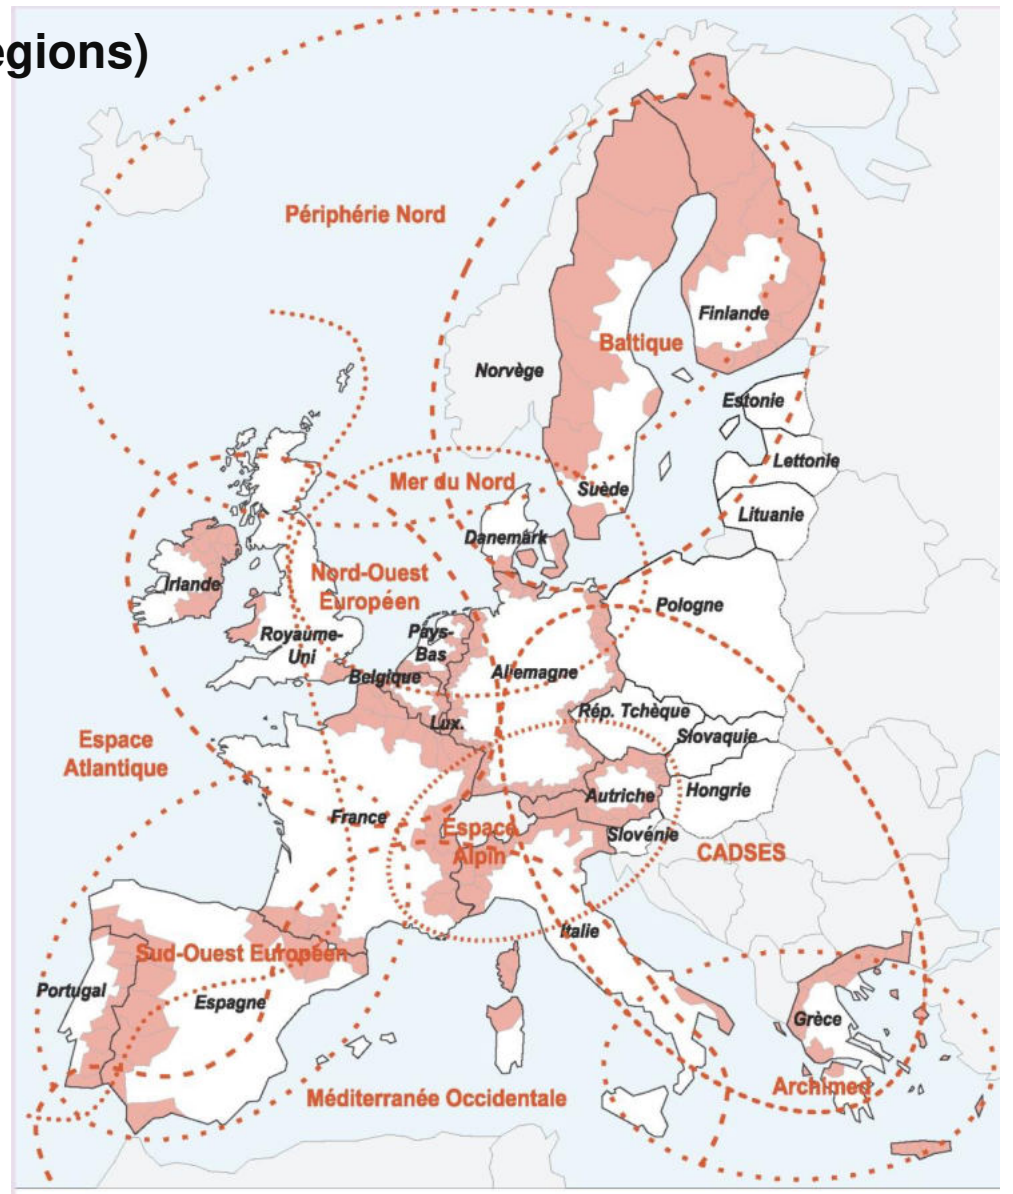 egions)
Périphérie Nord
Finlande
Baltique
Norvège
Estonie
Lettonie
Mer du Nord
Suède
Lituanie
Danemark
Nord-Ouest
Européen
Irlande
Pologne
Royaume-
Uni
Pays-
Bas
Belgique
Allemagne
Rép. Tchèque
Lux.
Slovaquie
Espace
Atlantique
Hongrie
Autriche
France
Espace
Alpin
Slovénie
CADSES
Italie
Sud-Ouest Européen
Portugal
Espagne
Grèce
Archimed
Méditerranée Occidentale